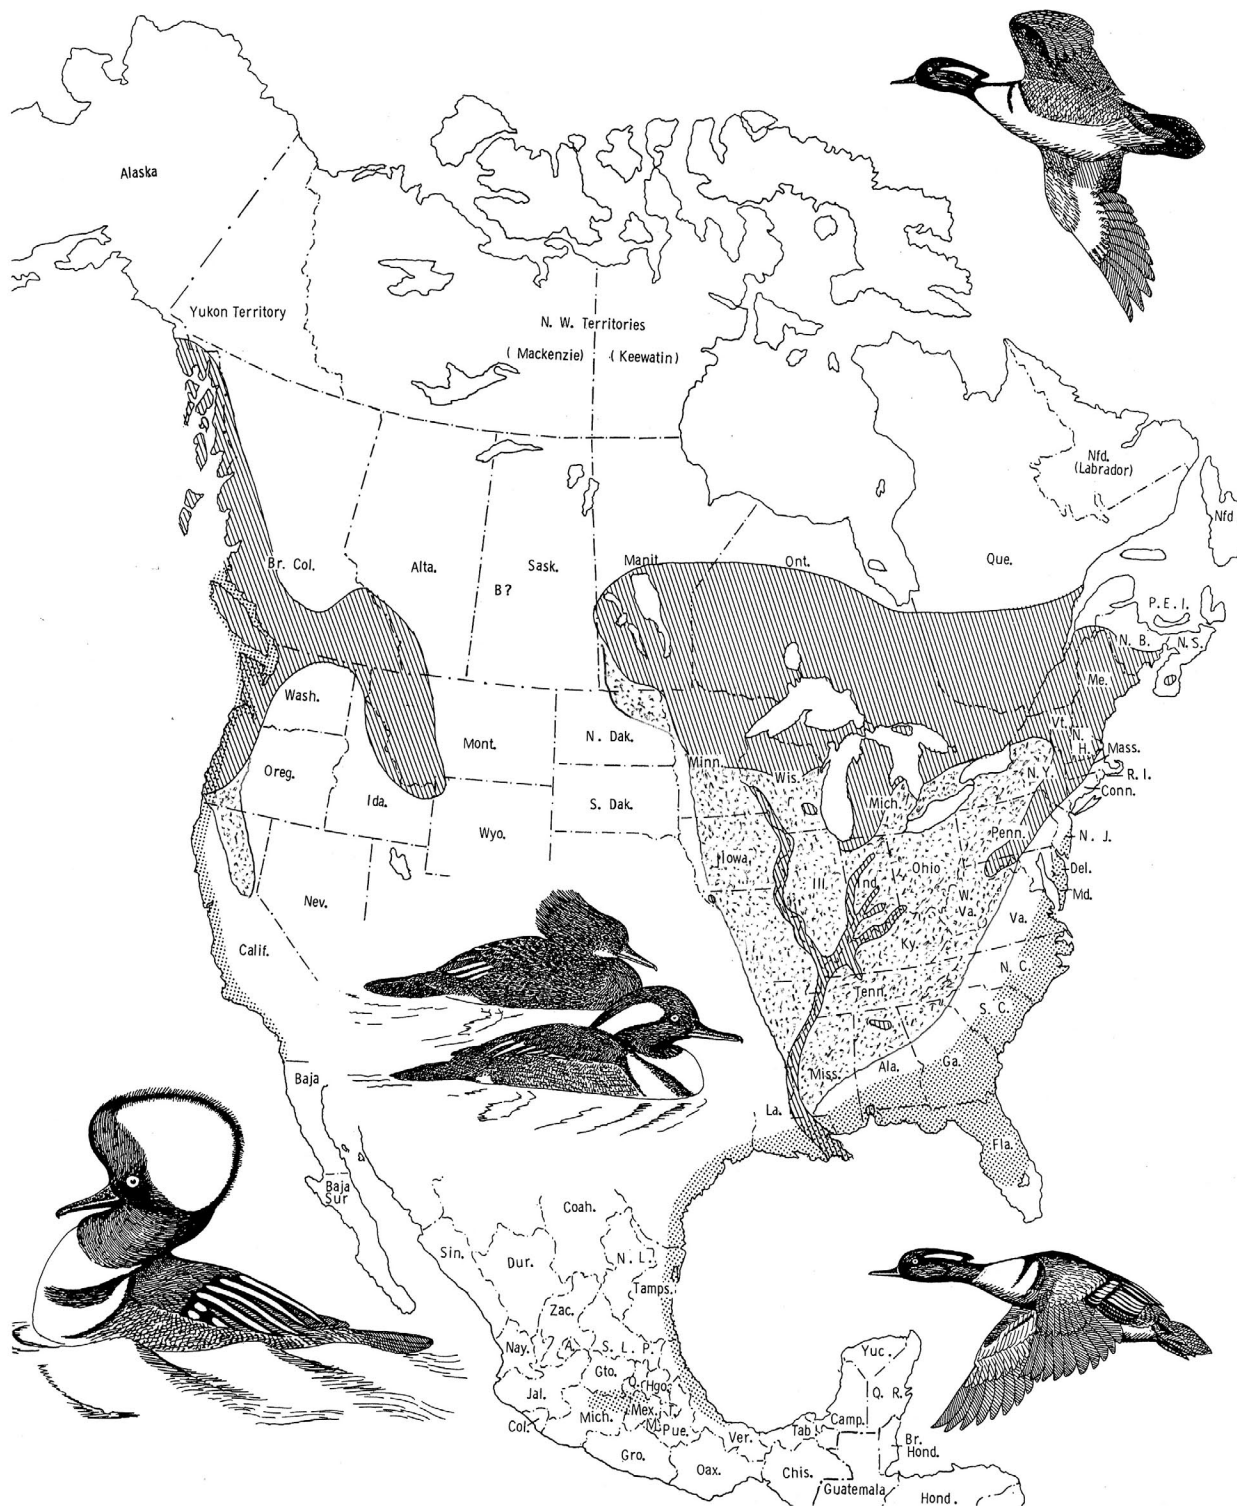 Alaska
Yukon Territory
N. W. Territories
( Mackenzie)
( Keewatin)
Nfd.
(Labrador)
Nfd
Br. Col.
Alta.
Sask.
B ?
Manit.
Ont.
Que.
P. E. I.
N. B.
N. S.
Me.
Wash.
Mont.
N. Dak.
Minn.
Wis.
Vt.
N.
H.
Mass.
R. I.
Conn.
N. Y.
Oreg.
Ida.
S. Dak.
Mich.
Wyo.
Penn.
N. J.
Iowa
Ill.
Ind.
Ohio
Del.
Md.
Nev.
W.
Va.
Va.
Calif.
Ky.
N. C.
Tenn.
S. C.
Miss.
Ala.
Ga.
La.
Fla.
Baja
Baja
Sur
Coah.
Sin.
Dur.
N. L.
Tamps.
Zac.
Nay.
A.
S. L. P.
Gto.
Q.
Hgo.
Jal.
Mex.
T.
Col.
Mich.
M.
Pue.
Ver.
Tab.
Camp.
Yuc.
Q. R.
Br.
Hond.
Gro.
Oax.
Chis.
Guatemala
Hond.